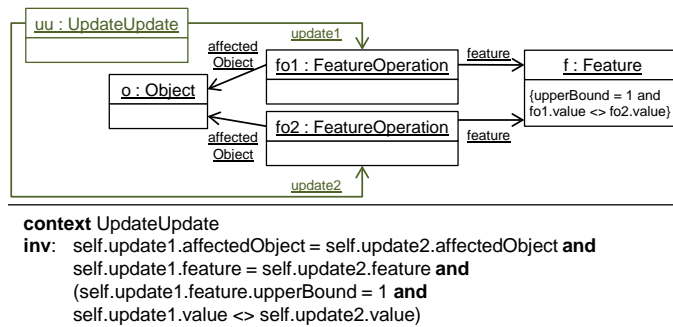 uu : UpdateUpdate
update1
affected
Object
fo1 : FeatureOperation
feature
f : Feature
o : Object
{upperBound = 1 and
fo1.value <> fo2.value}
fo2 : FeatureOperation
affected
Object
feature
update2
context UpdateUpdate
inv: self.update1.affectedObject = self.update2.affectedObject and
self.update1.feature = self.update2.feature and
(self.update1.feature.upperBound = 1 and
self.update1.value <> self.update2.value)